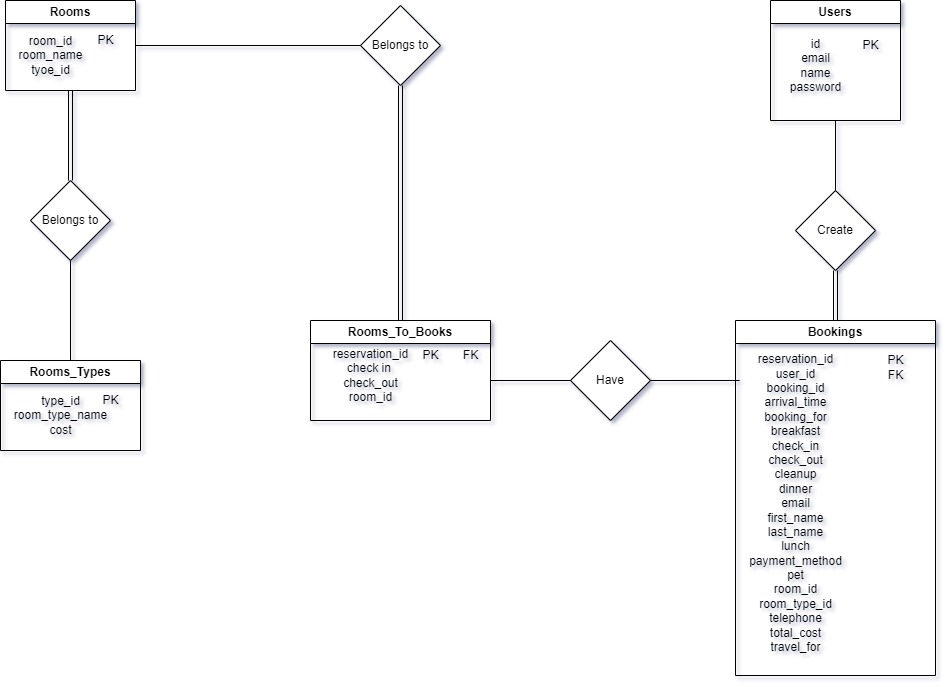 Rooms
room_id PK
room_name
tyoe_id
Belongs to
Users
id PK
email
name
password
Belongs to
Create
Rooms_To_Books
reservation_id PK FK
check in
check_out
room_id
Have
Bookings
reservation_id PK
user_id FK
booking_id
arrival_time
booking_for
breakfast
check_in
check_out
cleanup
dinner
email
first_name
last_name
lunch
payment_method
pet
room_id
room_type_id
telephone
total_cost
travel_for
Rooms_Types
type_id PK
room_type_name
cost